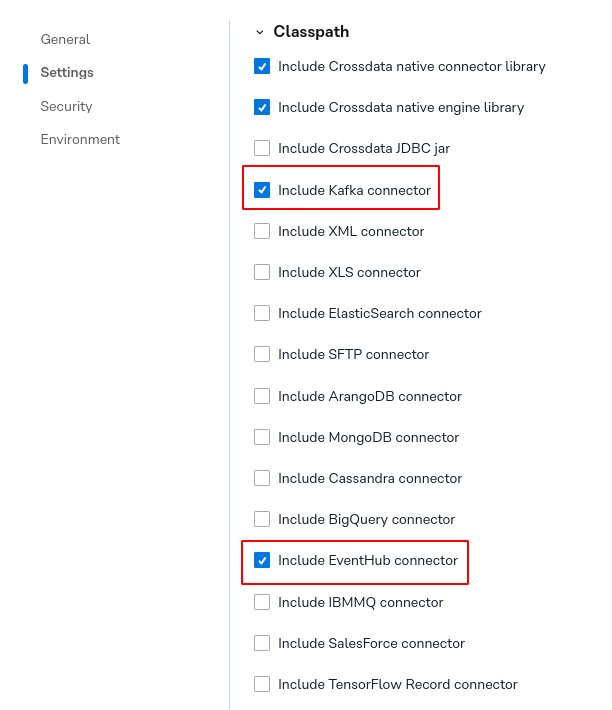 General
Settings
Security
Environment
Classpath
Include Crossdata native connector library
Include Crossdata native engine library
Include Crossdata JDBC jar
Include Kafka connector
Include XML connector
Include XLS connector
Include ElasticSearch connector
Include SFTP connector
Include ArangoDB connector
Include MongoDB connector
Include Cassandra connector
Include BigQuery connector
Include EventHub connector
Include IBMMQ connector
Include SalesForce connector
Include TensorFlow Record connector